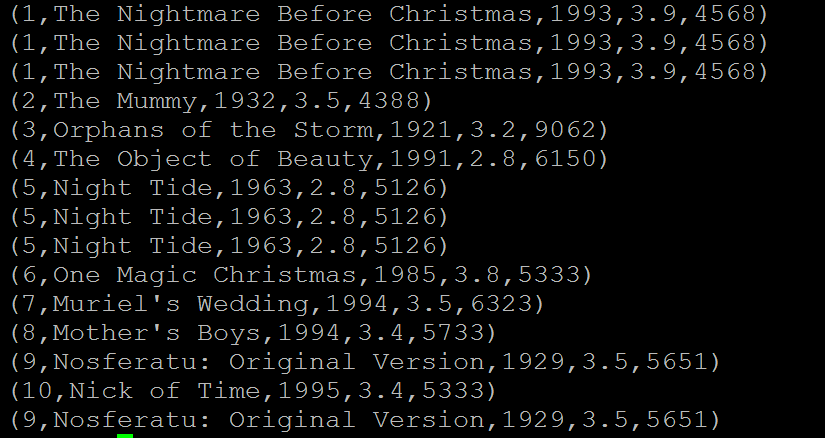 (1,The Nightmare Before Christmas,1993,3.9,4568)
(1,The Nightmare Before Christmas,1993,3.9,4568)
(1,The Nightmare Before Christmas,1993,3.9,4568)
(2,The Mummy,1932,3.5,4388)
(3,Orphans of the Storm,1921,3.2,9062)
(4,The Object of Beauty,1991,2.8,6150)
(5,Night Tide,1963,2.8,5126)
(5,Night Tide,1963,2.8,5126)
(5,Night Tide,1963,2.8,5126)
(6,One Magic Christmas,1985,3.8,5333)
(7,Muriel's Wedding,1994,3.5,6323)
(8,Mother's Boys,1994,3.4,5733)
(9,Nosferatu: Original Version,1929,3.5,5651)
(10,Nick of Time,1995,3.4,5333)
(9,Nosferatu: Original Version,1929,3.5,5651)